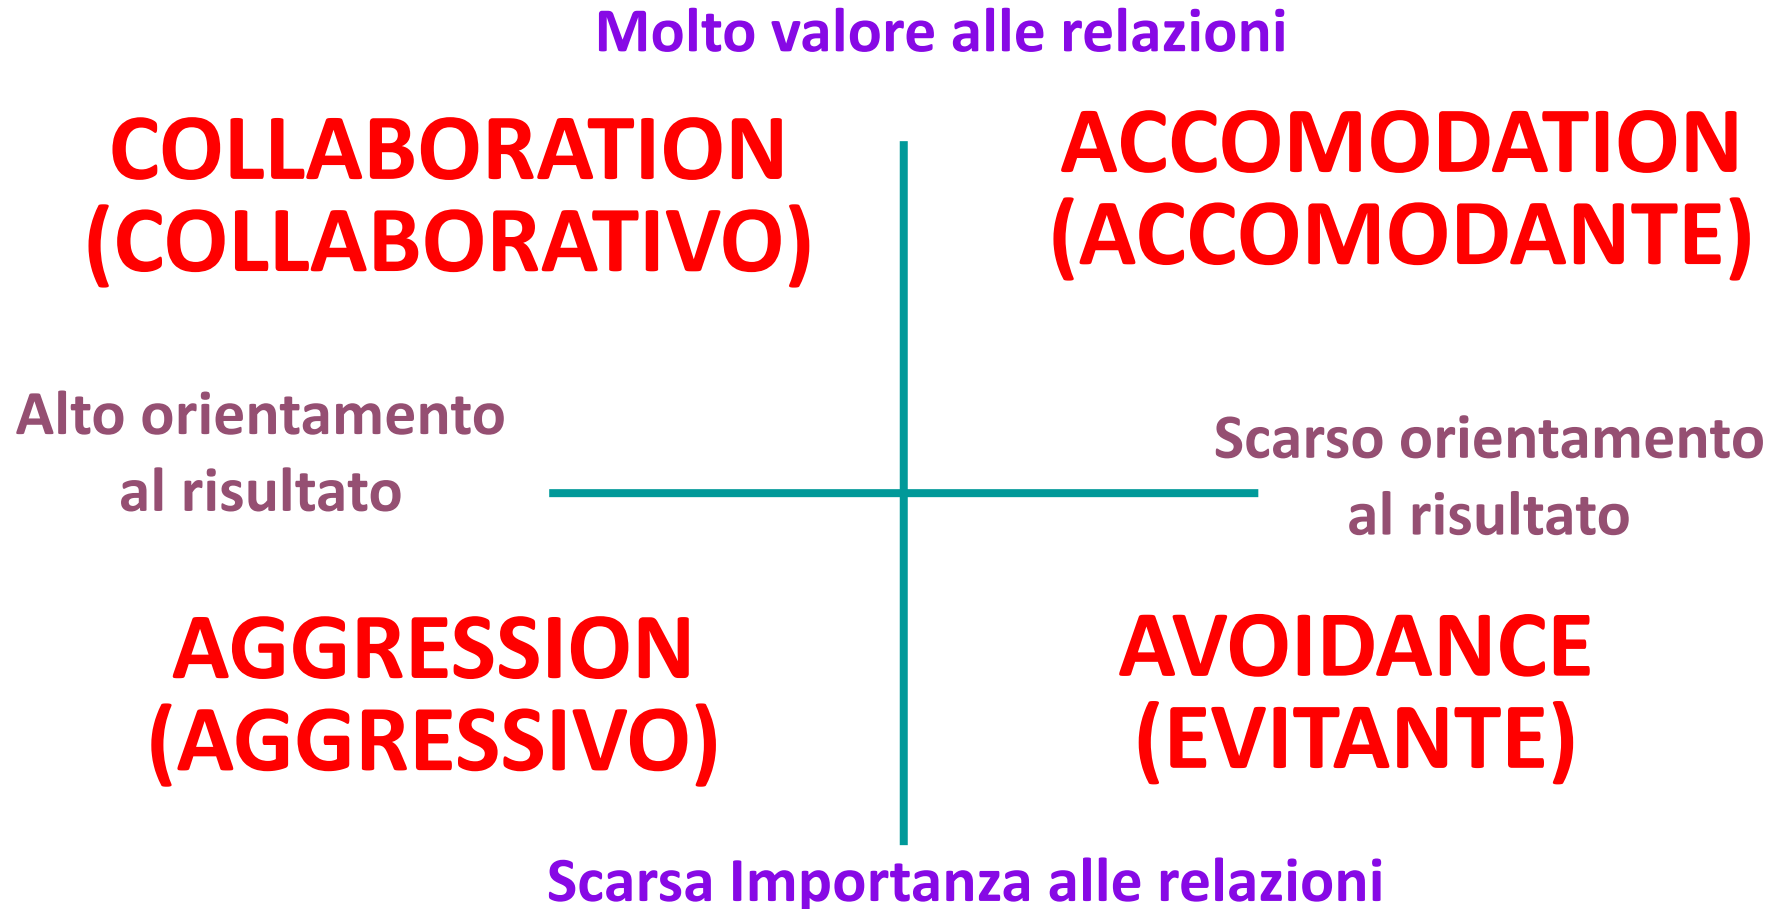 Molto valore alle relazioni
COLLABORATION
(COLLABORATIVO)
ACCOMODATION
(ACCOMODANTE)
Alto orientamento
al risultato
Scarso orientamento
al risultato
AGGRESSION
(AGGRESSIVO)
AVOIDANCE
(EVITANTE)
Scarsa Importanza alle relazioni